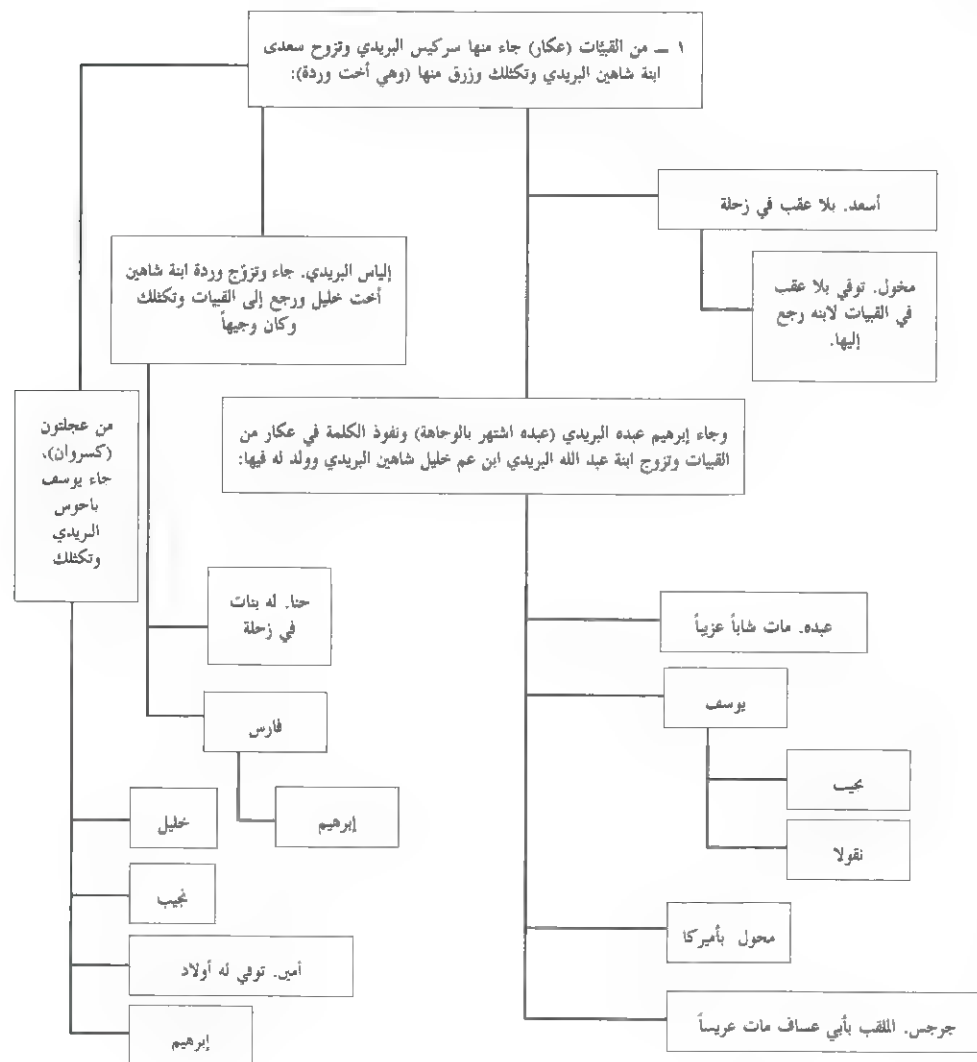 ١ ــ من القبيّات (عكار) جاء منها سركيس البريدي وتزوج سعدى
ابنة شاهين البريدي وتكثلك وزرق منها (وهي أخت وردة):
أسعد. بلا عقب في زحلة
مخول. توفي بلا عقب
في القبيات لابنه رجع
إليها.
إلياس البريدي. جاء وتزوّج وردة ابنة شاهين
أخت خليل ورجع إلى القبيات وتكثلك
وكان وجيهاً
من عجلتون
(كسروان)،
جاء يوسف
باحوس
البريدي
وتكثلك
وجاء إبرهيم عبده البريدي (عبده اشتهر بالوجاهة) ونفوذ الكلمة في عكار من
القبيات وتزوج ابنة عبد الله البريدي ابن عم خليل شاهين البريدي وولد له فيها:
حنا. له بنات
في زحلة
فارس
إبرهيم
عبده. مات شاباً عزيباً
يوسف
نجيب
نقولا
خليل
نجيب
أمين. توفي له أولاد
إبرهيم
مخول بأميركا
جرجس. الملقب بأبي عساف مات عريساً